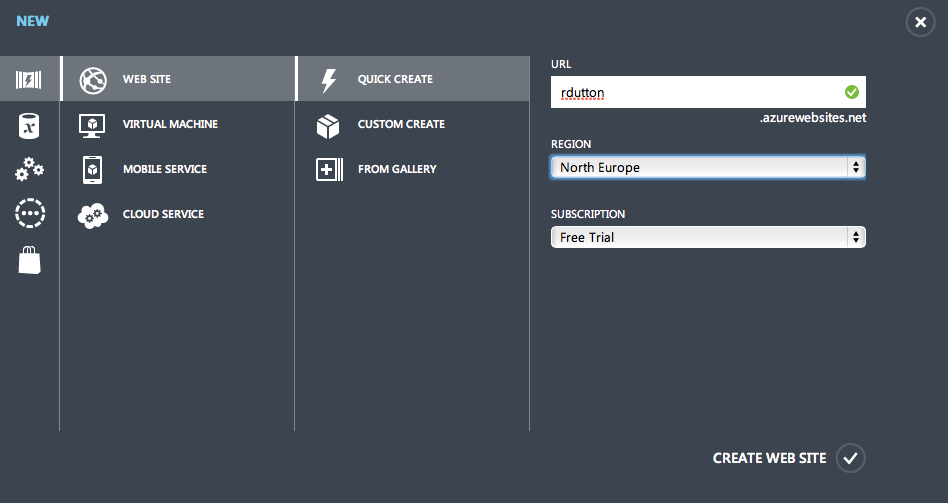 NEW
WEB SITE
VIRTUAL MACHINE
MOBILE SERVICE
CLOUD SERVICE
QUICK CREATE
CUSTOM CREATE
FROM GALLERY
URL
rdutton
.azurewebsites.net
REGION
North Europe
SUBSCRIPTION
Free Trial
CREATE WEB SITE